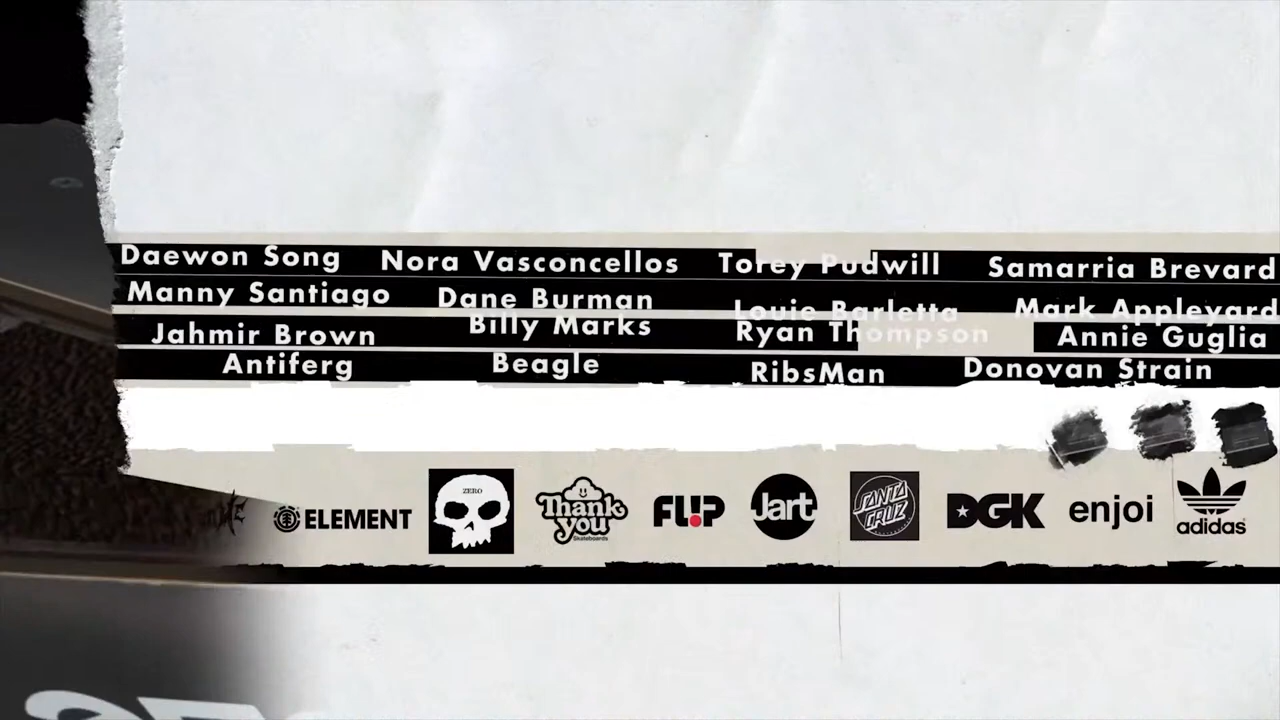 Daewon Song Nora Vasconcellos Torey Pudwill Samarria Brevard
Manny Santiago Dane Burman Louie Barletta Mark Appleyard
Jahmir Brown Billy Marks Ryan Thompson Annie Guglia
Antiferg Beagle RibsMan Donovan Strain
ELEMENT ZERO Thank you Skateboards FLIP Jart SANTA CRUZ DGK enjoi adidas